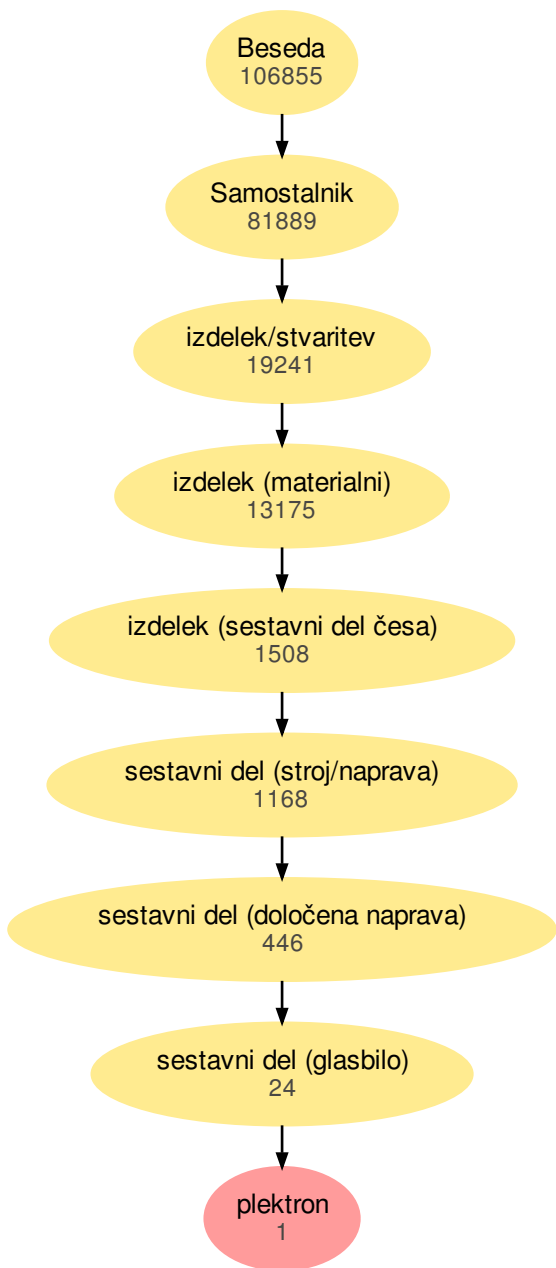 Beseda
106855
Samostalnik
81889
izdelek/stvaritev
19241
izdelek (materialni)
13175
izdelek (sestavni del česa)
1508
sestavni del (stroj/naprava)
1168
sestavni del (določena naprava)
446
sestavni del (glasbilo)
24
plektron
1